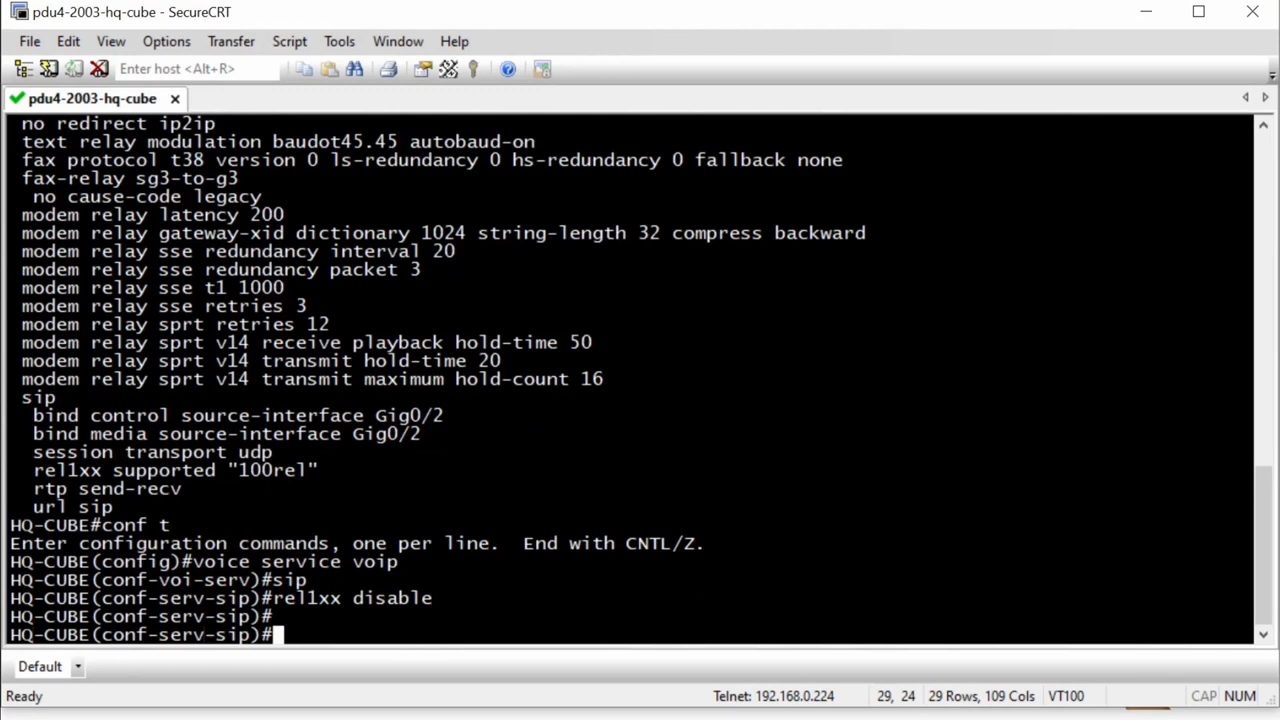 pdu4-2003-hq-cube - SecureCRT
File Edit View Options Transfer Script Tools Window Help
Enter host <Alt+R>
pdu4-2003-hq-cube
no redirect ip2ip
text relay modulation baudot45.45 autobaud-on
fax protocol t38 version 0 ls-redundancy 0 hs-redundancy 0 fallback none
fax-relay sg3-to-g3
no cause-code legacy
modem relay latency 200
modem relay gateway-xid dictionary 1024 string-length 32 compress backward
modem relay sse redundancy interval 20
modem relay sse redundancy packet 3
modem relay sse t1 1000
modem relay sse retries 3
modem relay sprt retries 12
modem relay sprt v14 receive playback hold-time 50
modem relay sprt v14 transmit hold-time 20
modem relay sprt v14 transmit maximum hold-count 16
sip
bind control source-interface Gig0/2
bind media source-interface Gig0/2
session transport udp
rel1xx supported "100rel"
rtp send-recv
url sip
HQ-CUBE#conf t
Enter configuration commands, one per line.  End with CNTL/Z.
HQ-CUBE(config)#voice service voip
HQ-CUBE(conf-voi-serv)#sip
HQ-CUBE(conf-serv-sip)#rel1xx disable
HQ-CUBE(conf-serv-sip)#
HQ-CUBE(conf-serv-sip)#
Default
Ready Telnet: 192.168.0.224 29, 24 29 Rows, 109 Cols VT100 CAP NUM